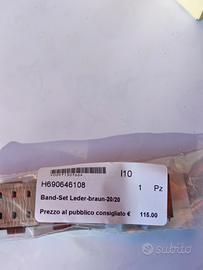 I10
H690646108
1 Pz
Band-Set Leder-braun-20/20
Prezzo al pubblico consigliato € 115.00
subito